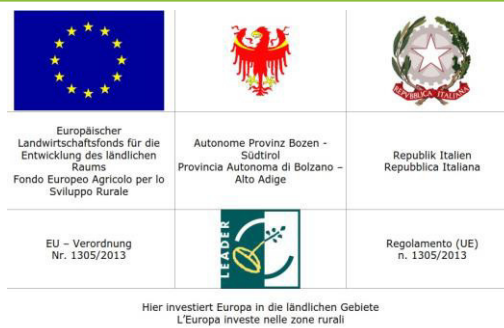 REPVBBLICA ITALIANA
Europäischer
Landwirtschaftsfonds für die
Entwicklung des ländlichen
Raums
Fondo Europeo Agricolo per lo
Sviluppo Rurale
Autonome Provinz Bozen -
Südtirol
Provincia Autonoma di Bolzano –
Alto Adige
Republik Italien
Repubblica Italiana
EU – Verordnung
Nr. 1305/2013
LEADER
Regolamento (UE)
n. 1305/2013
Hier investiert Europa in die ländlichen Gebiete
L'Europa investe nelle zone rurali